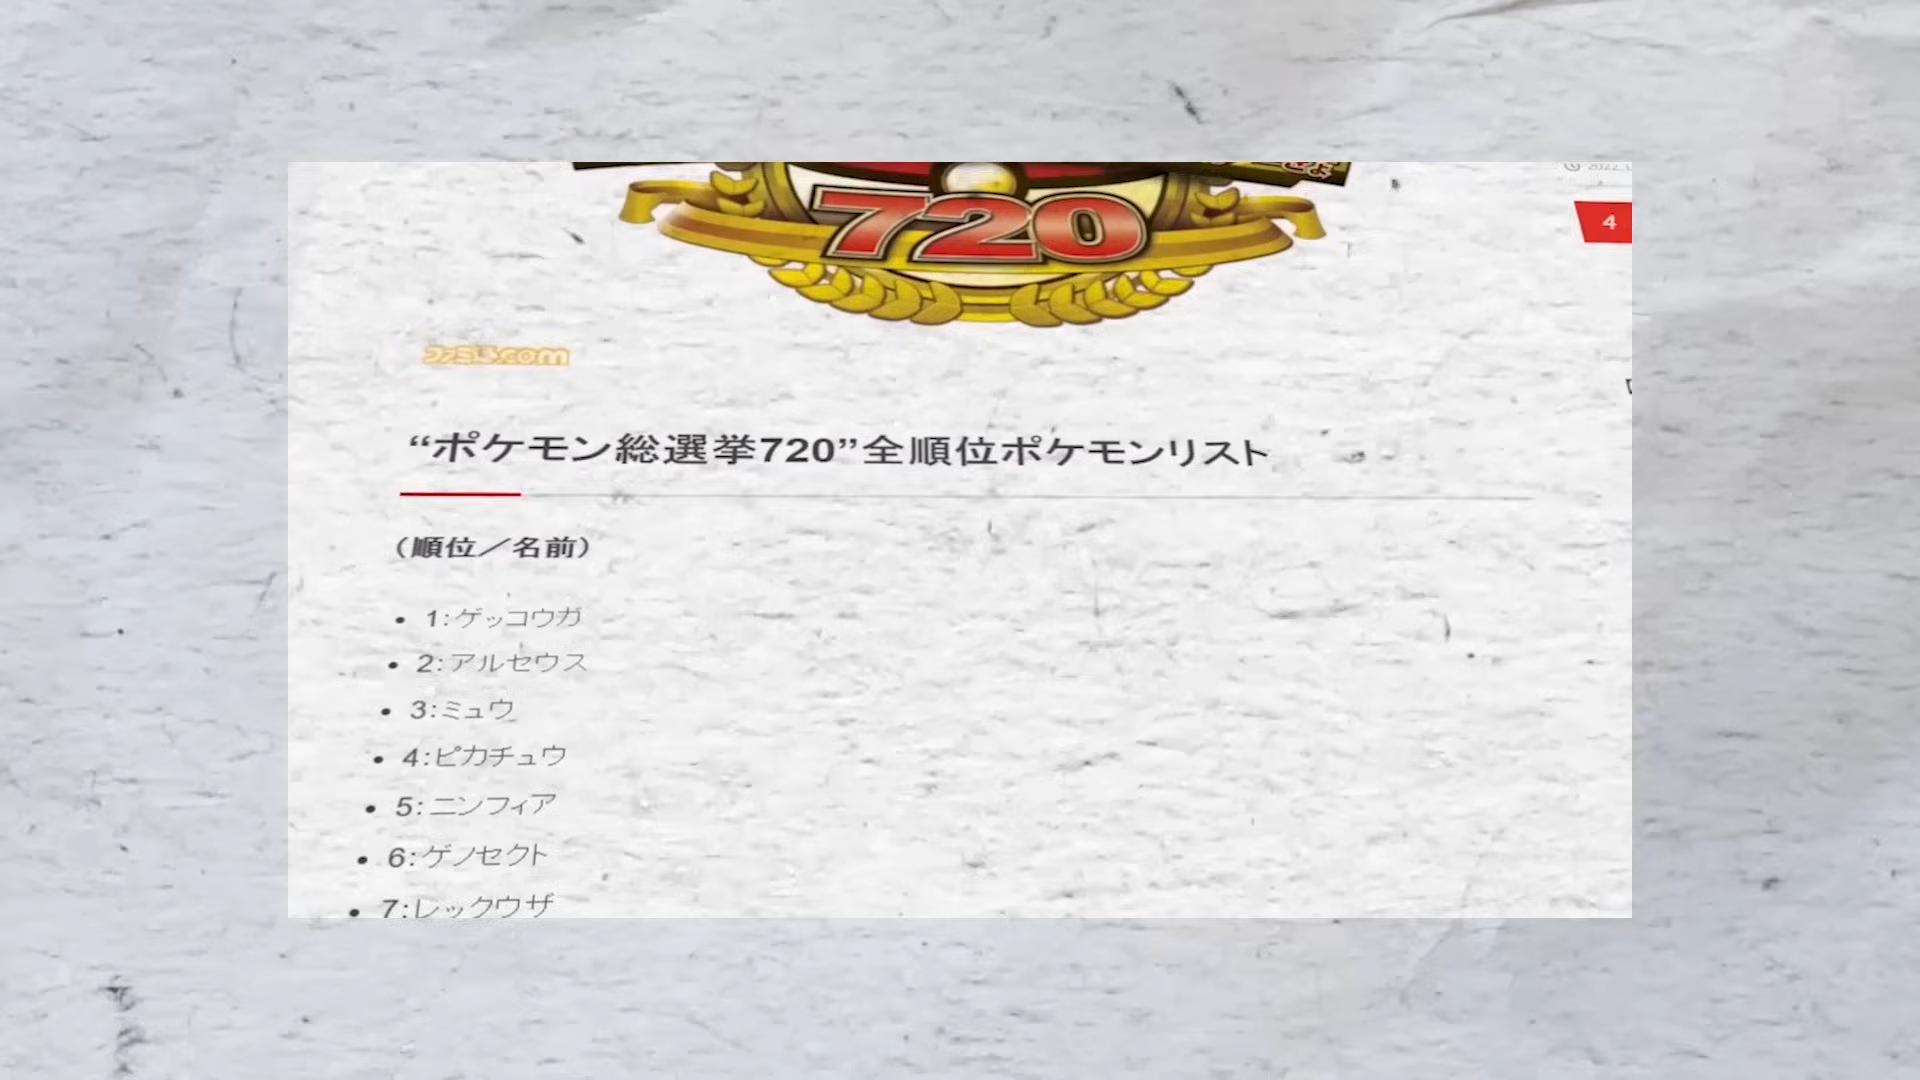 720
4
ファミ通.com
“ポケモン総選挙720”全順位ポケモンリスト
（順位／名前）
• 1:ゲッコウガ
• 2:アルセウス
• 3:ミュウ
• 4:ピカチュウ
• 5:ニンフィア
• 6:ゲノセクト
• 7:レックウザ